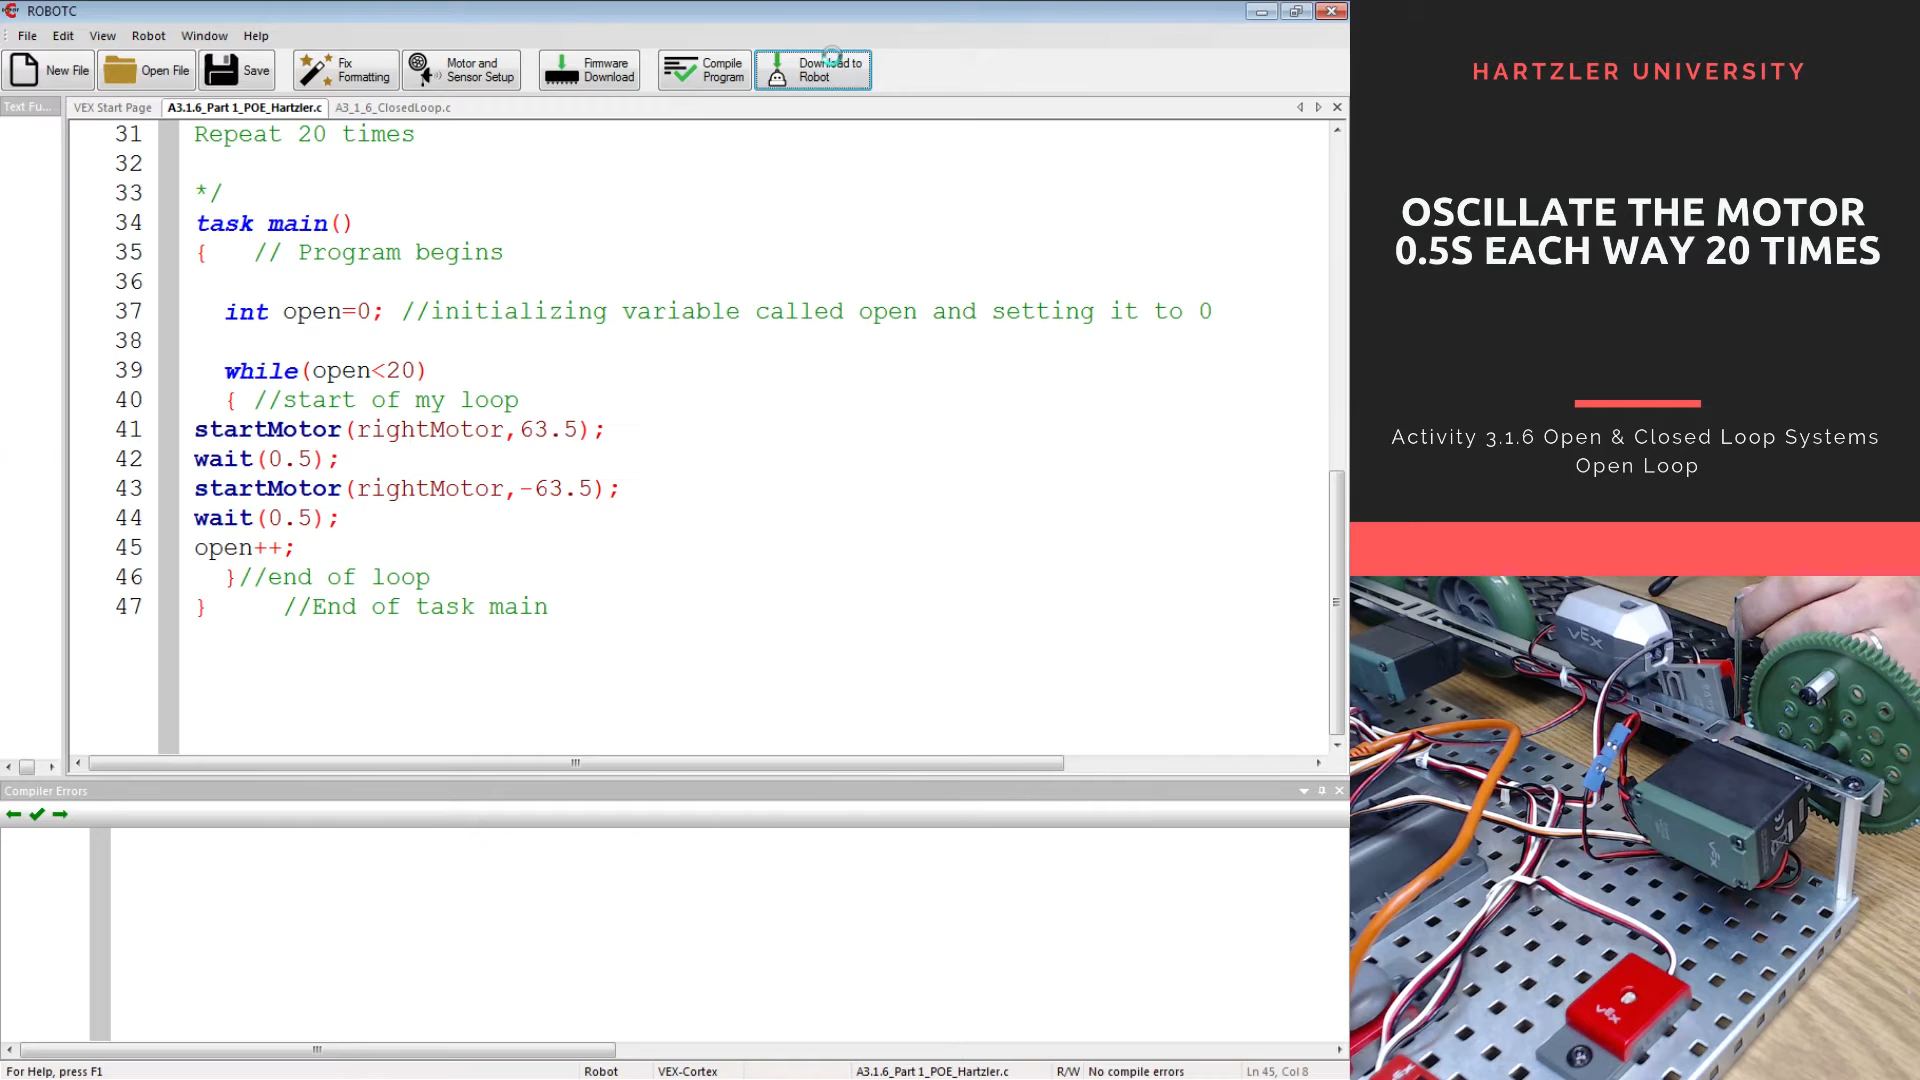 ROBOTC
File Edit View Robot Window Help
New File Open File Save Fix Formatting Motor and Sensor Setup Firmware Download Compile Program Download to Robot
Text Fu... VEX Start Page A3.1.6_Part 1_POE_Hartzler.c A3_1_6_ClosedLoop.c
31 Repeat 20 times
32
33 */
34 task main()
35 { // Program begins
36
37 int open=0; //initializing variable called open and setting it to 0
38
39 while(open<20)
40 { //start of my loop
41 startMotor(rightMotor,63.5);
42 wait(0.5);
43 startMotor(rightMotor,-63.5);
44 wait(0.5);
45 open++;
46 }//end of loop
47 } //End of task main
Compiler Errors
For Help, press F1 Robot VEX-Cortex A3.1.6_Part 1_POE_Hartzler.c R/W No compile errors Ln 45, Col 8
HARTZLER UNIVERSITY
OSCILLATE THE MOTOR
0.5S EACH WAY 20 TIMES
Activity 3.1.6 Open & Closed Loop Systems
Open Loop
VEX
VEX
VEX